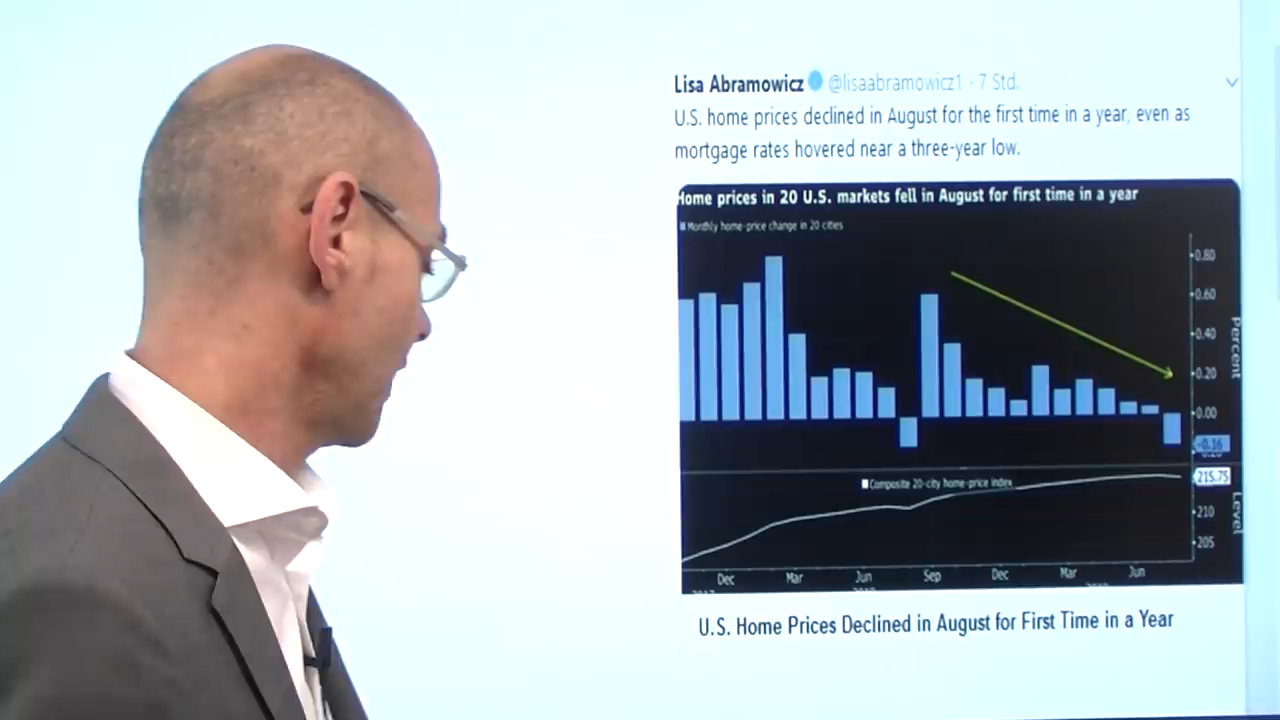 Lisa Abramowicz @lisaabramowicz1 · 7 Std.
U.S. home prices declined in August for the first time in a year, even as
mortgage rates hovered near a three-year low.
Home prices in 20 U.S. markets fell in August for first time in a year
Monthly home-price change in 20 cities
0.80
0.60
0.40
Percent
0.20
0.00
-0.16
Composite 20-city home-price index
215.75
210
Level
205
Dec Mar Jun Sep Dec Mar Jun
U.S. Home Prices Declined in August for First Time in a Year